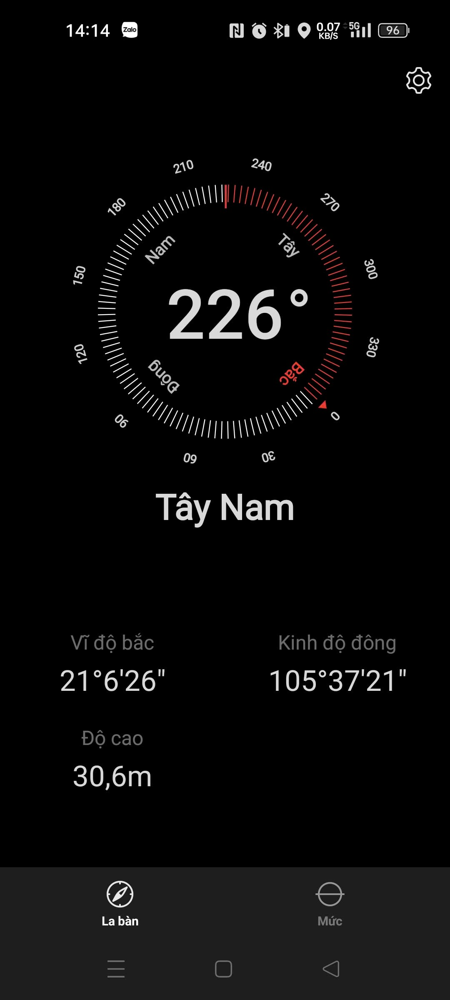 14:14 Zalo 0.07 KB/S 5G 96
210 240
180 270
Nam Tây
150 300
226°
120 330
Đông Bắc
90 0
60 30
Tây Nam
Vĩ độ bắc Kinh độ đông
21°6'26" 105°37'21"
Độ cao
30,6m
La bàn Mức